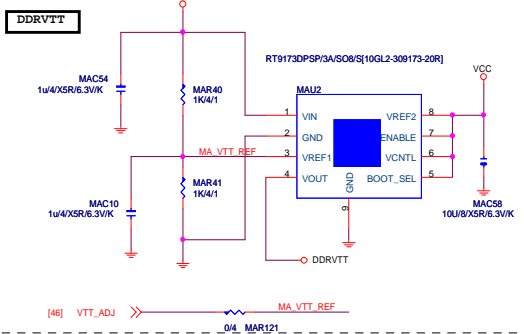 DDRVTT
RT9173DPSP/3A/SO8/S[10GL2-309173-20R]
VCC
MAC54
1u/4/X5R/6.3V/K
MAR40
1K/4/1
MAU2
1 VIN VREF2 8
2 GND ENABLE 7
MA_VTT_REF 3 VREF1 VCNTL 6
4 VOUT BOOT_SEL 5
GND
9
MAR41
1K/4/1
MAC10
1u/4/X5R/6.3V/K
MAC58
10U/8/X5R/6.3V/K
DDRVTT
[46] VTT_ADJ MA_VTT_REF
0/4 MAR121